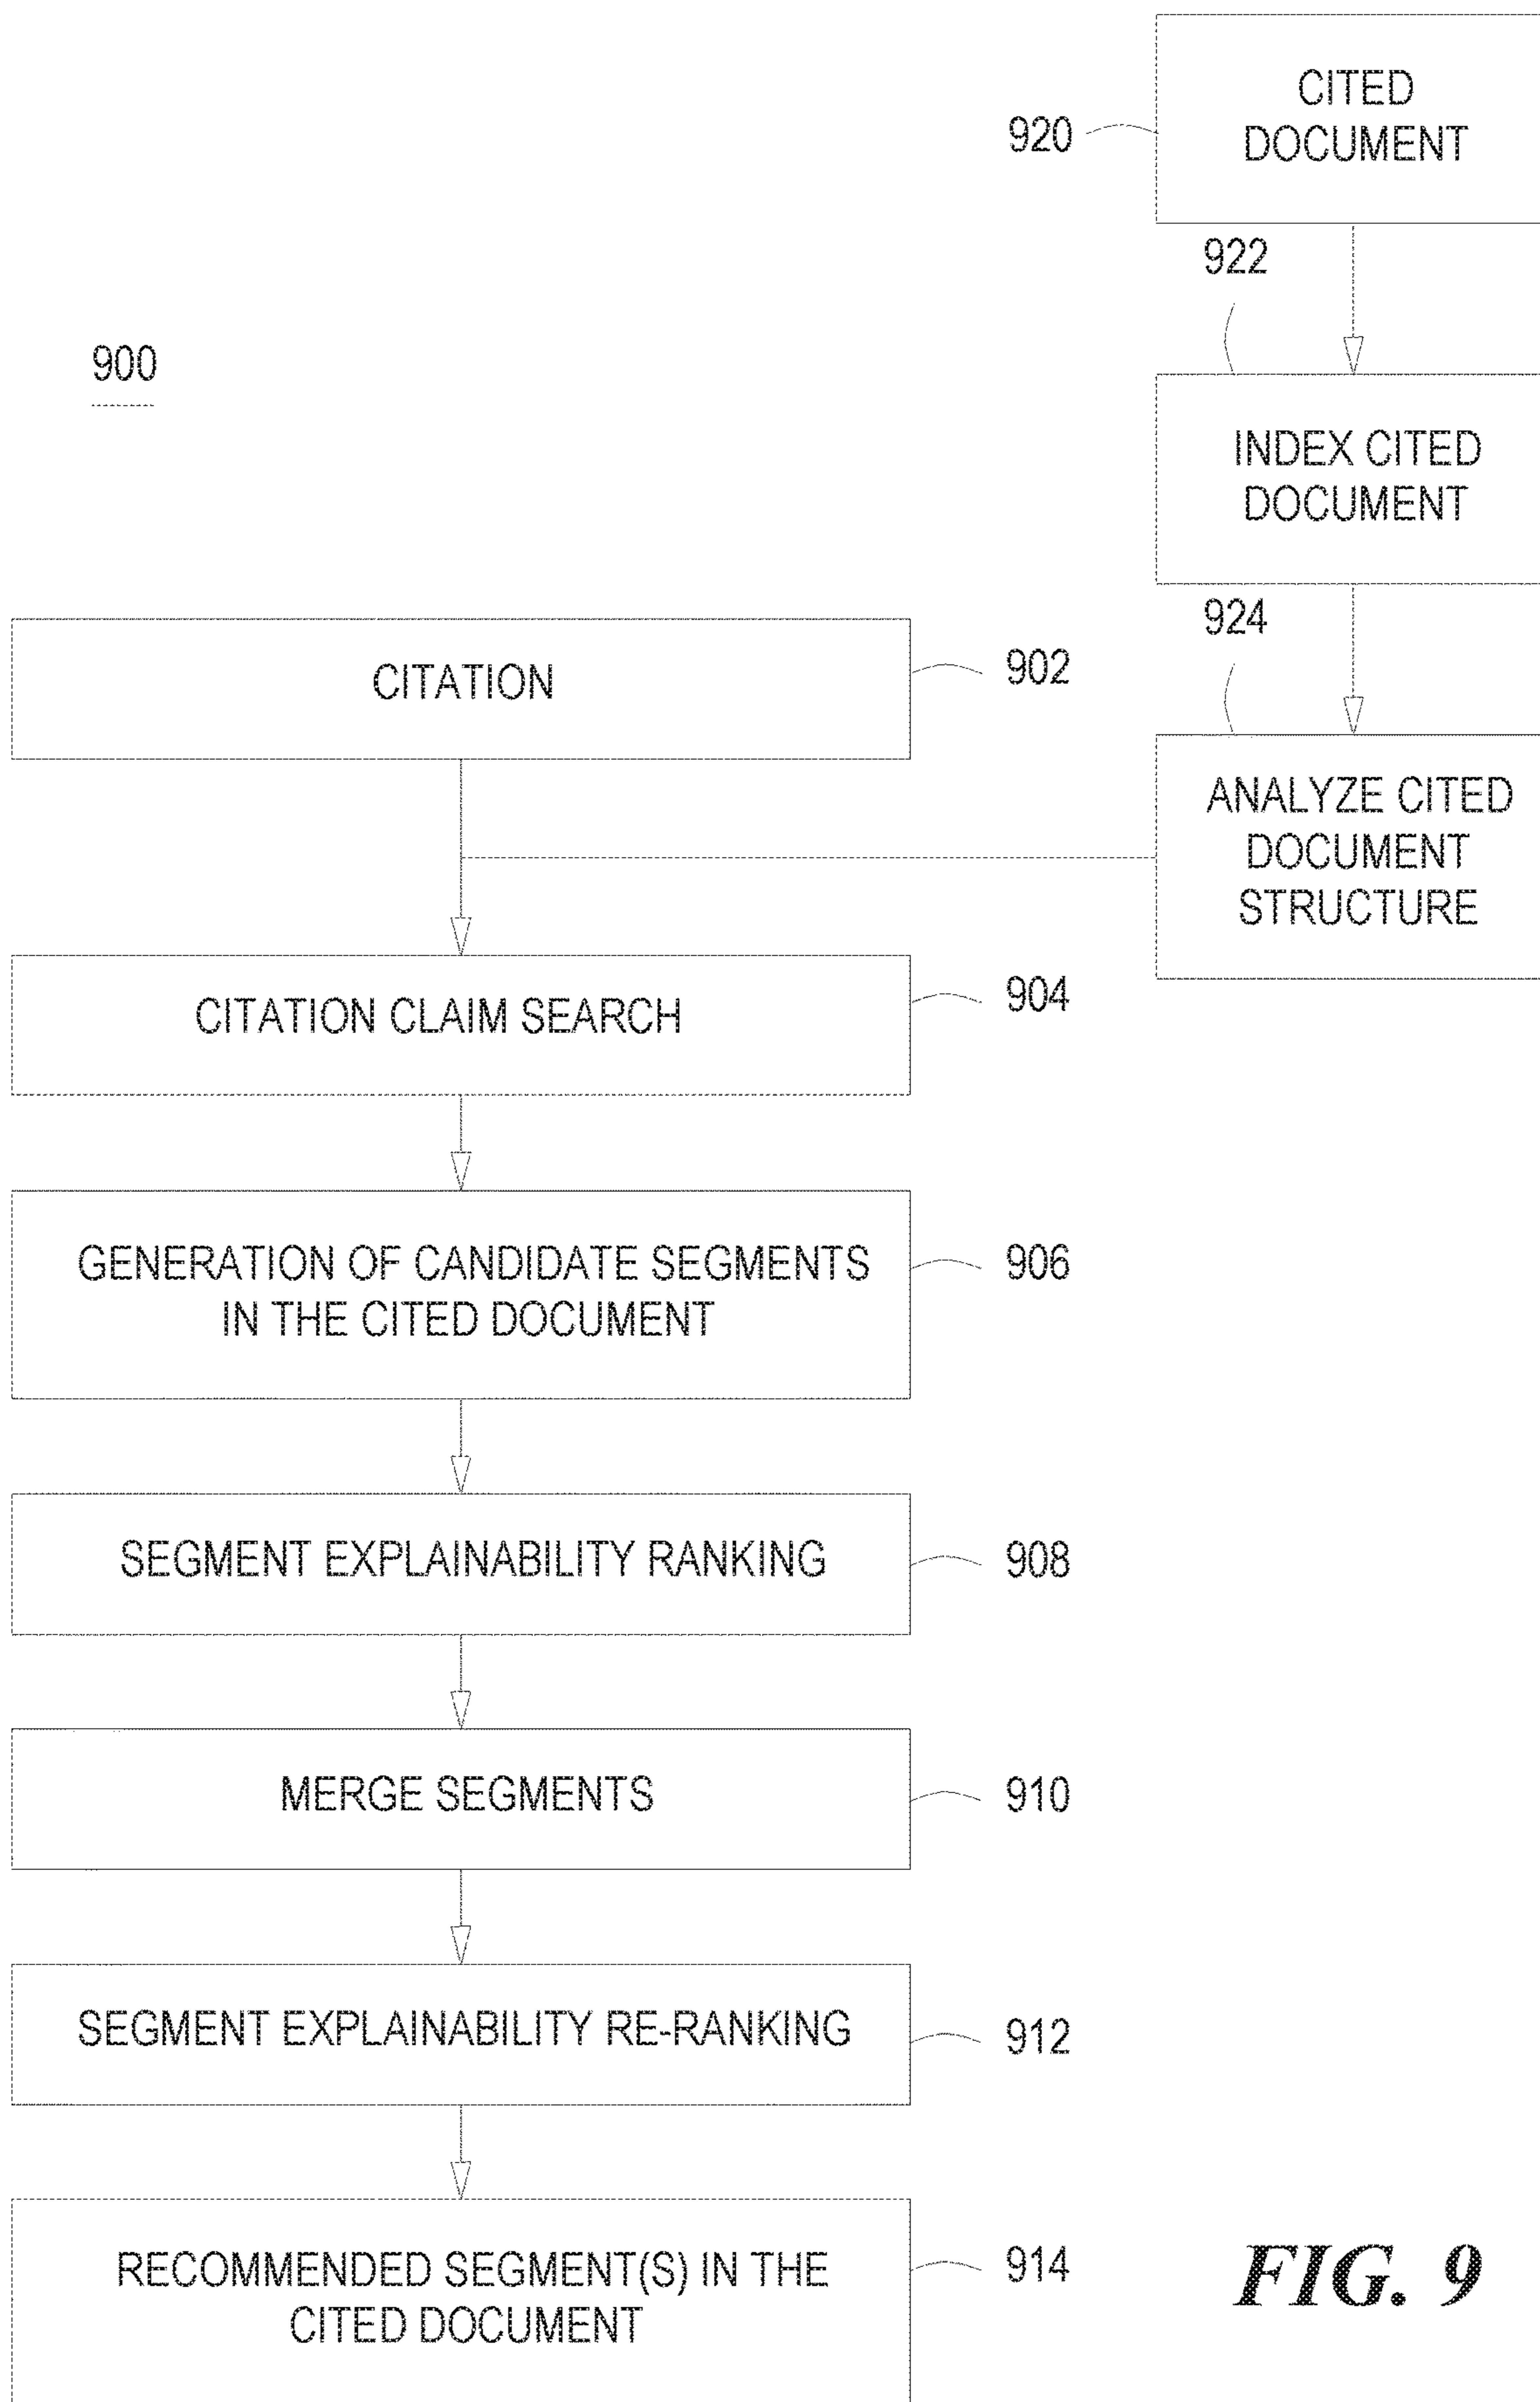 CITED
DOCUMENT
920
922
900
INDEX CITED
DOCUMENT
924
CITATION
902
ANALYZE CITED
DOCUMENT
STRUCTURE
CITATION CLAIM SEARCH
904
GENERATION OF CANDIDATE SEGMENTS
IN THE CITED DOCUMENT
906
SEGMENT EXPLAINABILITY RANKING
908
MERGE SEGMENTS
910
SEGMENT EXPLAINABILITY RE-RANKING
912
RECOMMENDED SEGMENT(S) IN THE
CITED DOCUMENT
914
FIG. 9